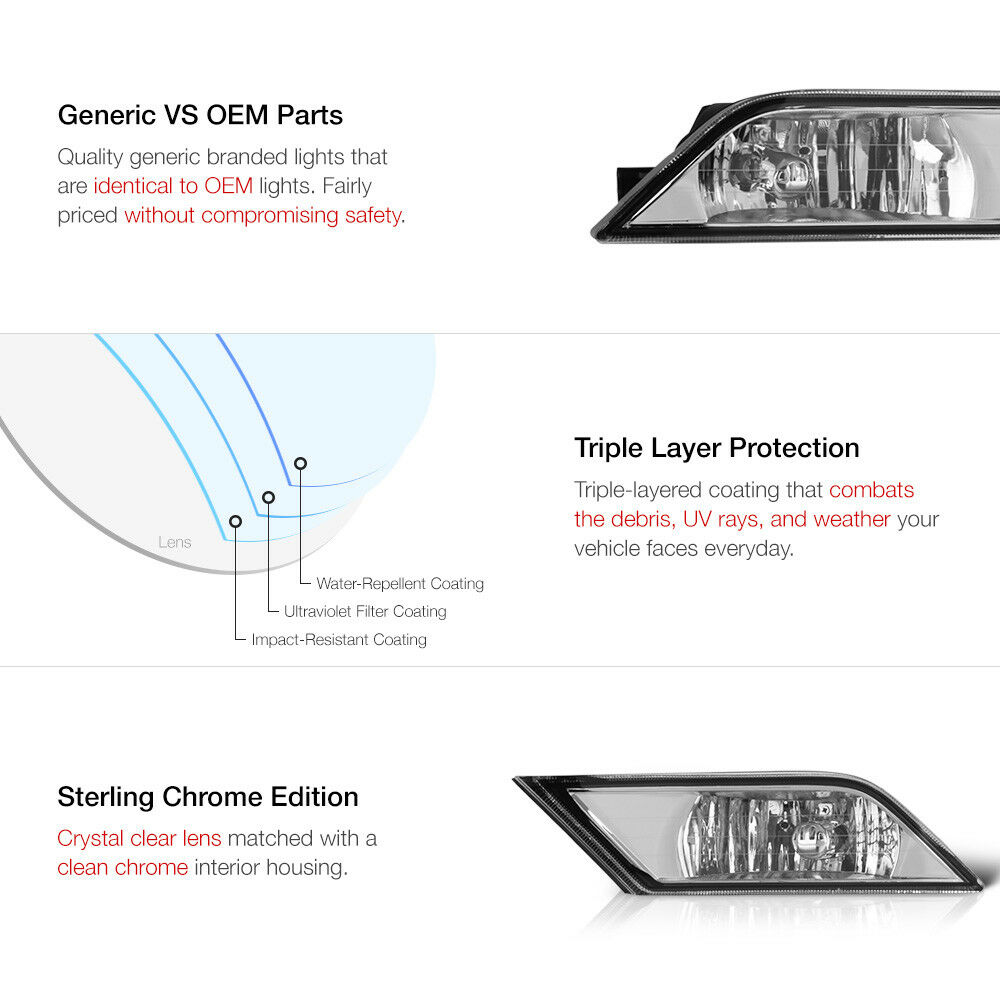 Generic VS OEM Parts
Quality generic branded lights that
are identical to OEM lights. Fairly
priced without compromising safety.
Triple Layer Protection
Triple-layered coating that combats
the debris, UV rays, and weather your
vehicle faces everyday.
Lens
Water-Repellent Coating
Ultraviolet Filter Coating
Impact-Resistant Coating
Sterling Chrome Edition
Crystal clear lens matched with a
clean chrome interior housing.